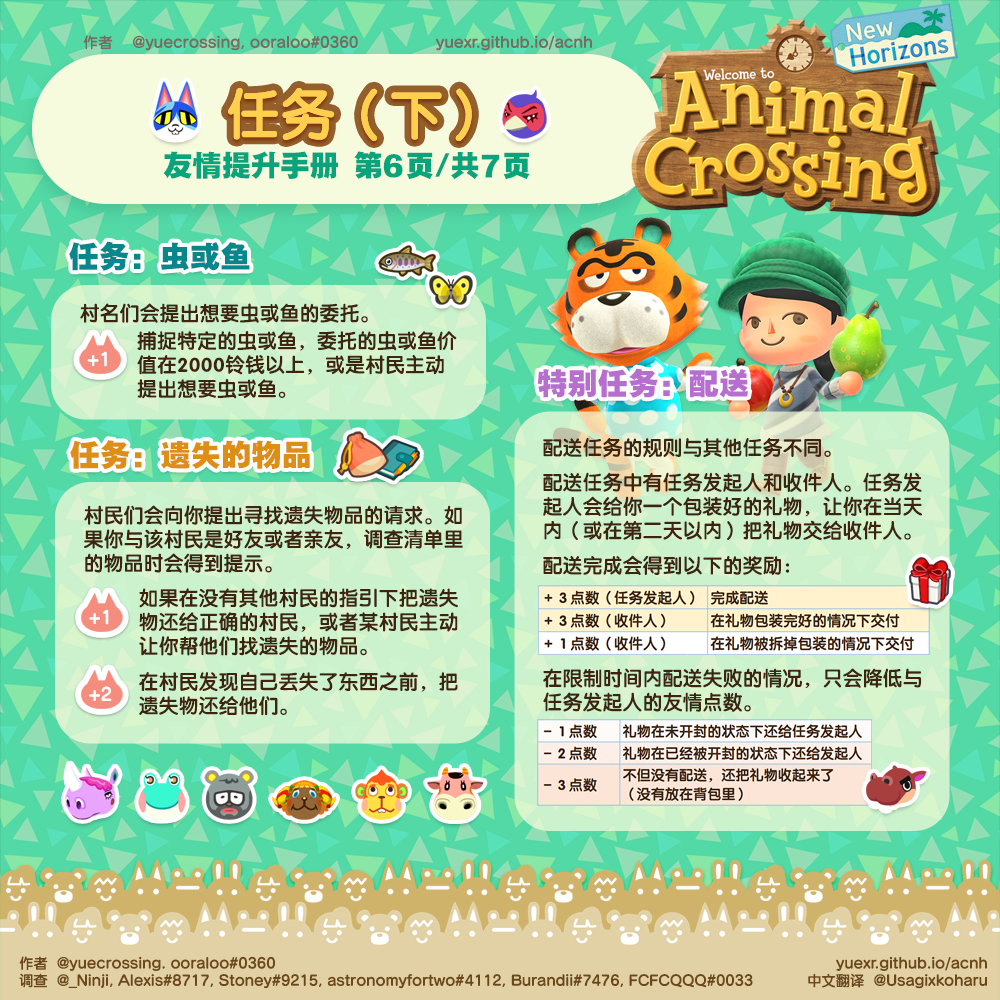 作者 @yuecrossing, ooraloo#0360 yuexr.github.io/acnh
New
Horizons
Welcome to
Animal
Crossing
任务（下）
友情提升手册 第6页/共7页
任务：虫或鱼
村名们会提出想要虫或鱼的委托。
+1
捕捉特定的虫或鱼，委托的虫或鱼价
值在2000铃钱以上，或是村民主动
提出想要虫或鱼。
任务：遗失的物品
村民们会向你提出寻找遗失物品的请求。如
果你与该村民是好友或者亲友，调查清单里
的物品时会得到提示。
+1
如果在没有其他村民的指引下把遗失
物还给正确的村民，或者某村民主动
让你帮他们找遗失的物品。
+2
在村民发现自己丢失了东西之前，把
遗失物还给他们。
特别任务：配送
配送任务的规则与其他任务不同。
配送任务中有任务发起人和收件人。任务发
起人会给你一个包装好的礼物，让你在当天
内（或在第二天以内）把礼物交给收件人。
配送完成会得到以下的奖励：
+ 3点数（任务发起人） 完成配送
+ 3点数（收件人） 在礼物包装完好的情况下交付
+ 1点数（收件人） 在礼物被拆掉包装的情况下交付
在限制时间内配送失败的情况，只会降低与
任务发起人的友情点数。
- 1点数 礼物在未开封的状态下还给任务发起人
- 2点数 礼物在已经被开封的状态下还给发起人
- 3点数 不但没有配送，还把礼物收起来了
（没有放在背包里）
作者 @yuecrossing. ooraloo#0360 yuexr.github.io/acnh
调查 @_Ninji, Alexis#8717, Stoney#9215, astronomyfortwo#4112, Burandii#7476, FCFCQQQ#0033 中文翻译 @Usagixkoharu